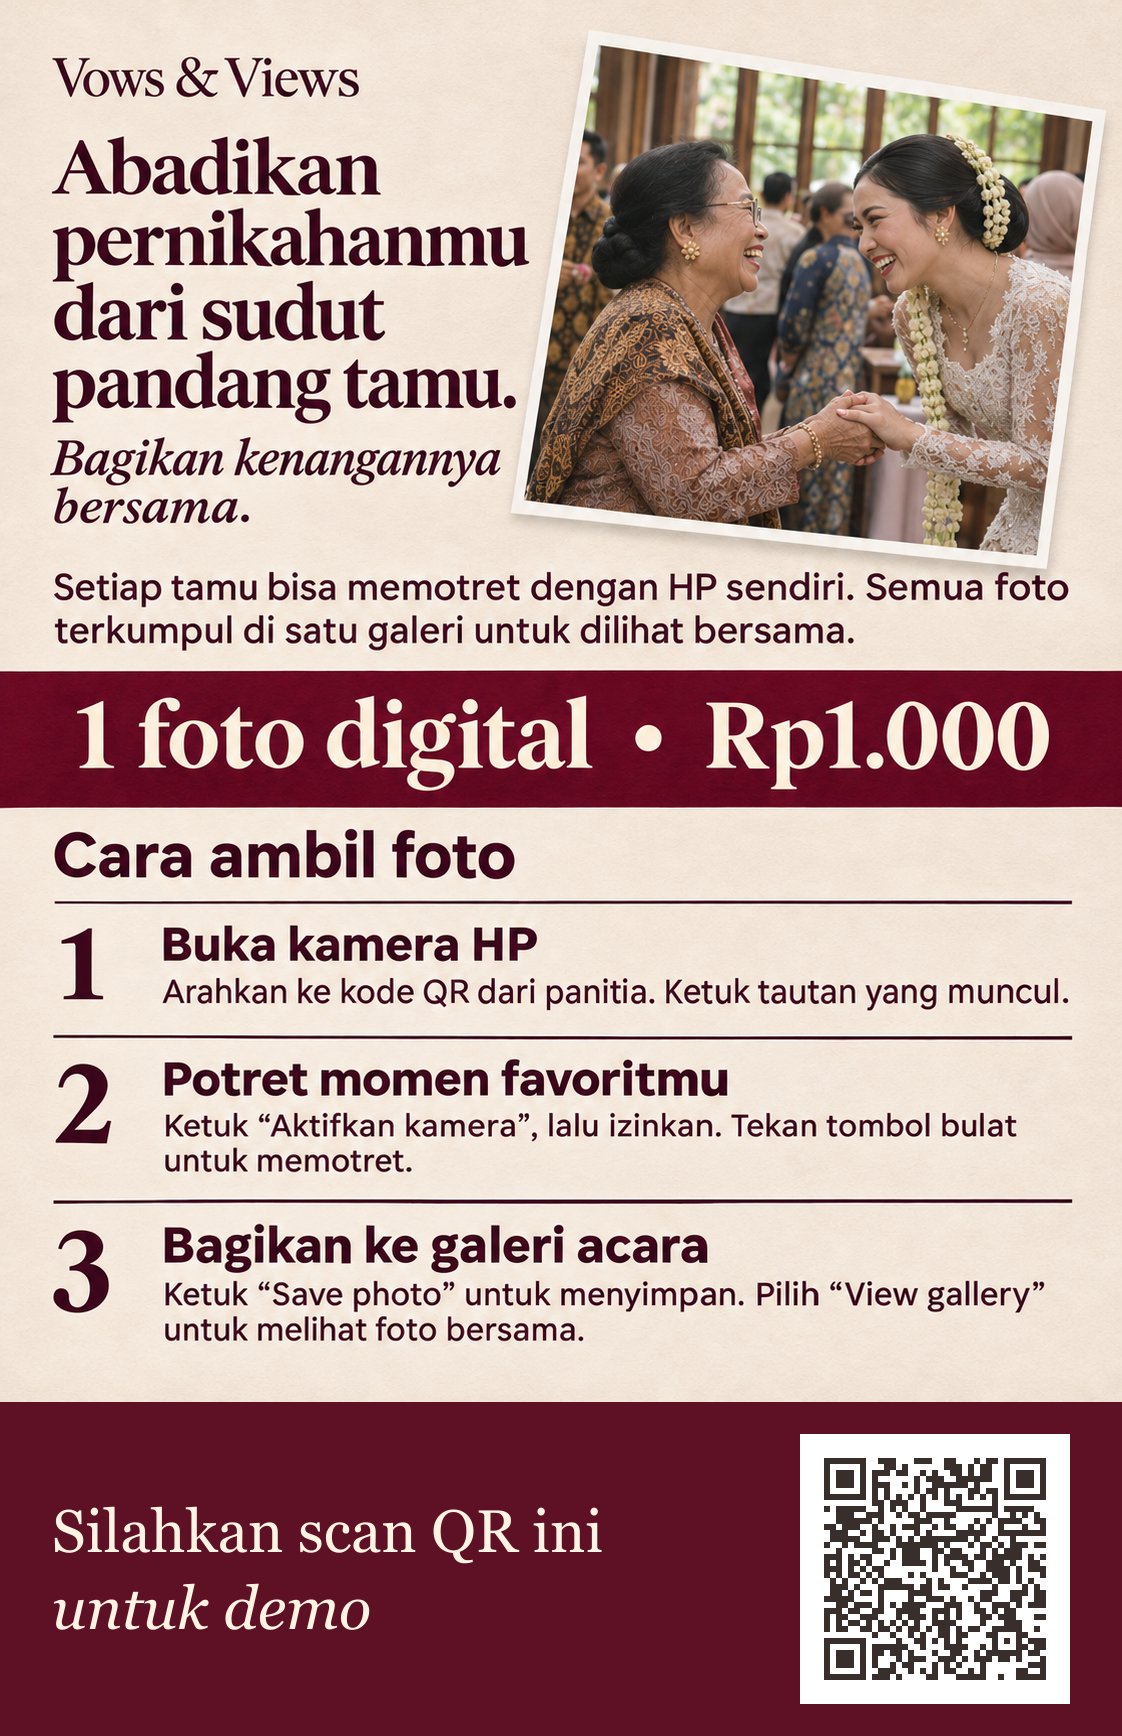 Vows & Views
Abadikan
pernikahanmu
dari sudut
pandang tamu.
Bagikan kenangannya
bersama.
Setiap tamu bisa memotret dengan HP sendiri. Semua foto
terkumpul di satu galeri untuk dilihat bersama.
1 foto digital • Rp1.000
Cara ambil foto
1
Buka kamera HP
Arahkan ke kode QR dari panitia. Ketuk tautan yang muncul.
2
Potret momen favoritmu
Ketuk “Aktifkan kamera”, lalu izinkan. Tekan tombol bulat
untuk memotret.
3
Bagikan ke galeri acara
Ketuk “Save photo” untuk menyimpan. Pilih “View gallery”
untuk melihat foto bersama.
Silahkan scan QR ini
untuk demo